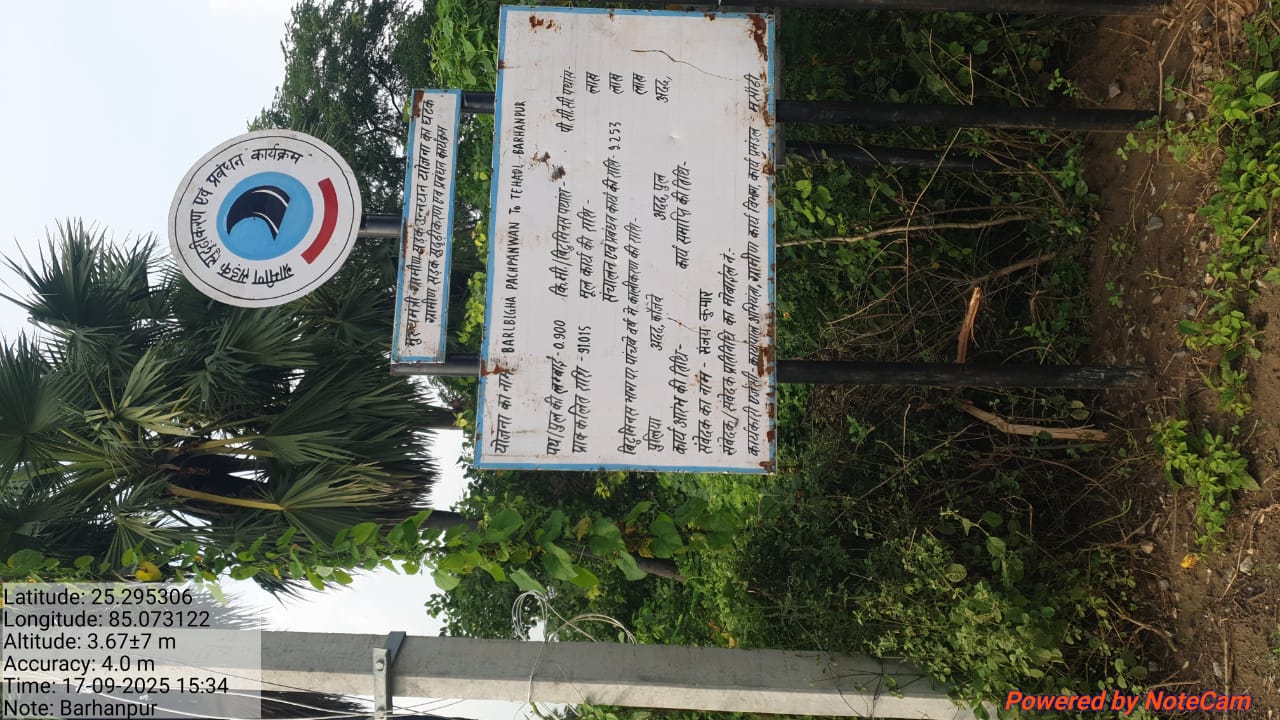 ग्रामीण सड़क सुदृढीकरण एवं प्रबंधन कार्यक्रम
मुख्यमंत्री ग्रामीण सड़क उन्नयन योजना का घटक
ग्रामीण सड़क सुदृढीकरण एवं प्रबंधन कार्यक्रम
योजना का नाम- BARLBIGHA PACHPANWAN TO TEHADI - BARHANPUR
पथ/पुल की लम्बाई- 0.900 कि.मी. बिटुमिनस पथांश- पी.सी.सी पथांश-
प्राक्कलित राशि - 91.015 मूल कार्य की राशि- लाख
संचालन एवं प्रबंधन कार्य की राशि- 9.253 लाख
बिटुमिनस भाग पर पांचवे वर्ष में कालीकरण की राशि- लाख
पुलिया अदद, कॉजवे अदद, पुल अदद,
कार्य आरंभ की तिथि- कार्य समाप्ति की तिथि-
संवेदक का नाम - संजय कुमार
संवेदक/संवेदक प्रतिनिधि का मोबाईल नं:-
कार्यकारी एजेंसी- कार्यपालक अभियंता, ग्रामीण कार्य विभाग, कार्य प्रमंडल मसौढ़ी
Latitude: 25.295306
Longitude: 85.073122
Altitude: 3.67±7 m
Accuracy: 4.0 m
Time: 17-09-2025 15:34
Note: Barhanpur
Powered by NoteCam